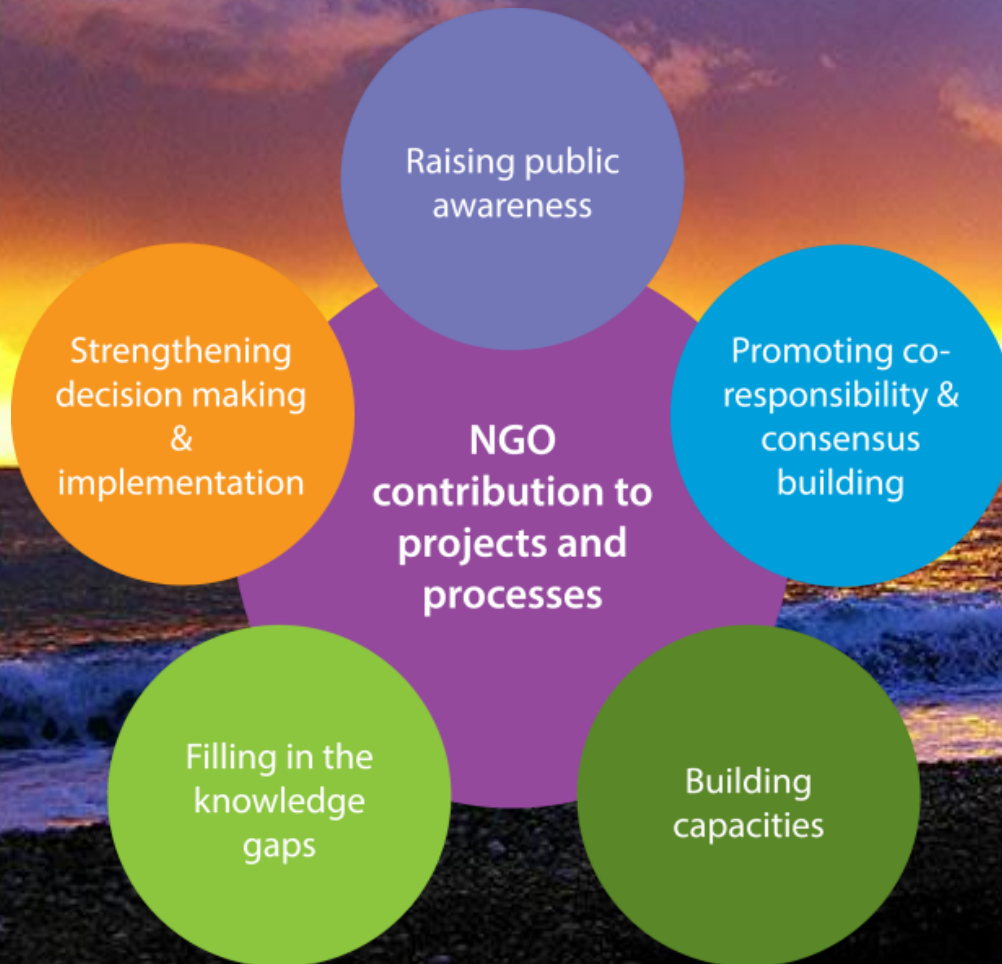 Raising public
awareness
Strengthening
decision making
&
implementation
Promoting co-
responsibility &
consensus
building
NGO
contribution to
projects and
processes
Filling in the
knowledge
gaps
Building
capacities